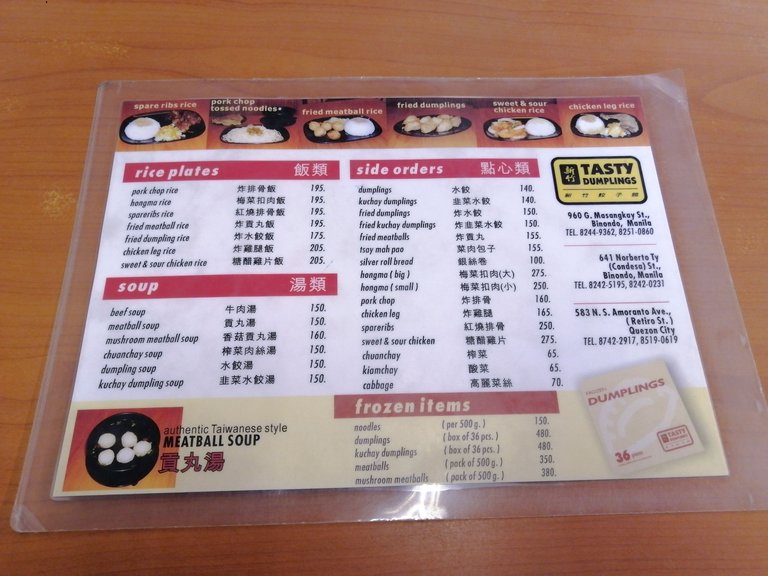 spare ribs rice
pork chop
tossed noodles
fried meatball rice
fried dumplings
sweet & sour
chicken rice
chicken leg rice
rice plates 飯類
pork chop rice 炸排骨飯 195.
hongma rice 梅菜扣肉飯 195.
spareribs rice 紅燒排骨飯 195.
fried meatball rice 炸貢丸飯 195.
fried dumpling rice 炸水餃飯 175.
chicken leg rice 炸雞腿飯 205.
sweet & sour chicken rice 糖醋雞片飯 205.
soup 湯類
beef soup 牛肉湯 150.
meatball soup 貢丸湯 150.
mushroom meatball soup 香菇貢丸湯 160.
chuanchay soup 榨菜肉絲湯 150.
dumpling soup 水餃湯 150.
kuchay dumpling soup 韭菜水餃湯 150.
authentic Taiwanese style
MEATBALL SOUP
貢丸湯
side orders 點心類
dumplings 水餃 140.
kuchay dumplings 韭菜水餃 140.
fried dumplings 炸水餃 150.
fried kuchay dumplings 炸韭菜水餃 150.
fried meatballs 炸貢丸 155.
tsay mah pao 菜肉包子 155.
silver roll bread 銀絲卷 100.
hongma ( big ) 梅菜扣肉(大) 275.
hongma ( small ) 梅菜扣肉(小) 250.
pork chop 炸排骨 160.
chicken leg 炸雞腿 165.
spareribs 紅燒排骨 250.
sweet & sour chicken 糖醋雞片 275.
chuanchay 榨菜 65.
kiamchay 酸菜 65.
cabbage 高麗菜絲 70.
frozen items
noodles ( per 500 g. ) 150.
dumplings ( box of 36 pcs. ) 480.
kuchay dumplings ( box of 36 pcs. ) 480.
meatballs ( pack of 500 g. ) 350.
mushroom meatballs ( pack of 500 g. ) 380.
新竹
TASTY
DUMPLINGS
新竹餃子館
960 G. Masangkay St.,
Binondo, Manila
TEL. 8244-9362, 8251-0860
641 Norberto Ty
(Condesa) St.,
Binondo, Manila
TEL. 8242-5195, 8242-0231
583 N. S. Amoranto Ave.,
( Retiro St. )
Quezon City
TEL. 8742-2917, 8519-0619
FROZEN
DUMPLINGS
TASTY
DUMPLINGS
36 pcs